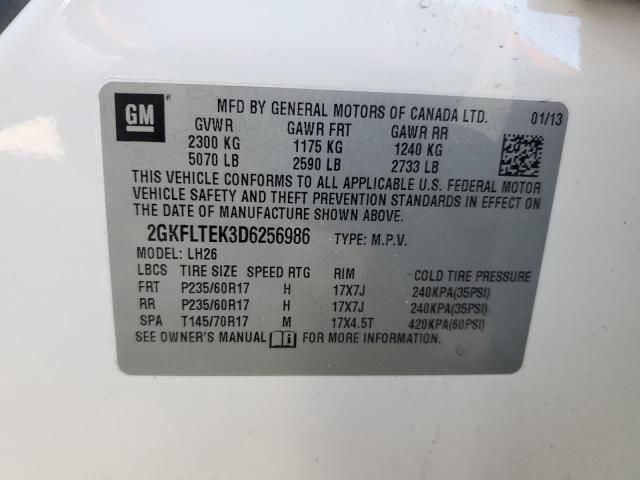 GM
MFD BY GENERAL MOTORS OF CANADA LTD. 01/13
GVWR GAWR FRT GAWR RR
2300 KG 1175 KG 1240 KG
5070 LB 2590 LB 2733 LB
THIS VEHICLE CONFORMS TO ALL APPLICABLE U.S. FEDERAL MOTOR
VEHICLE SAFETY AND THEFT PREVENTION STANDARDS IN EFFECT ON
THE DATE OF MANUFACTURE SHOWN ABOVE.
2GKFLTEK3D6256986 TYPE: M.P.V.
MODEL: LH26
LBCS TIRE SIZE SPEED RTG RIM COLD TIRE PRESSURE
FRT P235/60R17 H 17X7J 240KPA(35PSI)
RR P235/60R17 H 17X7J 240KPA(35PSI)
SPA T145/70R17 M 17X4.5T 420KPA(60PSI)
SEE OWNER'S MANUAL FOR MORE INFORMATION.